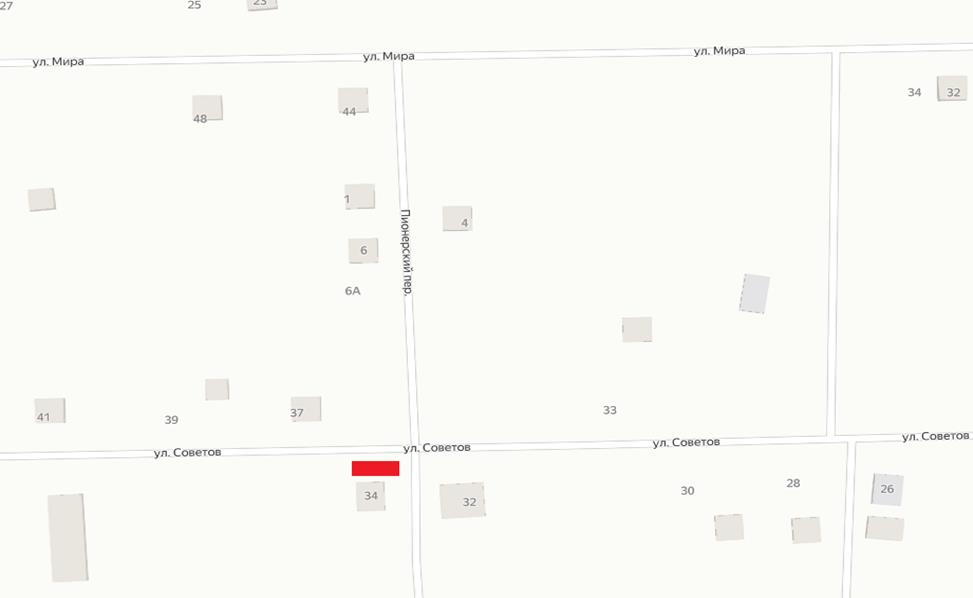 27
25
23
ул. Мира
ул. Мира
ул. Мира
48
44
34
32
1
4
6
6А
Пионерский пер.
41
39
37
33
ул. Советов
ул. Советов
ул. Советов
ул. Советов
34
32
30
28
26